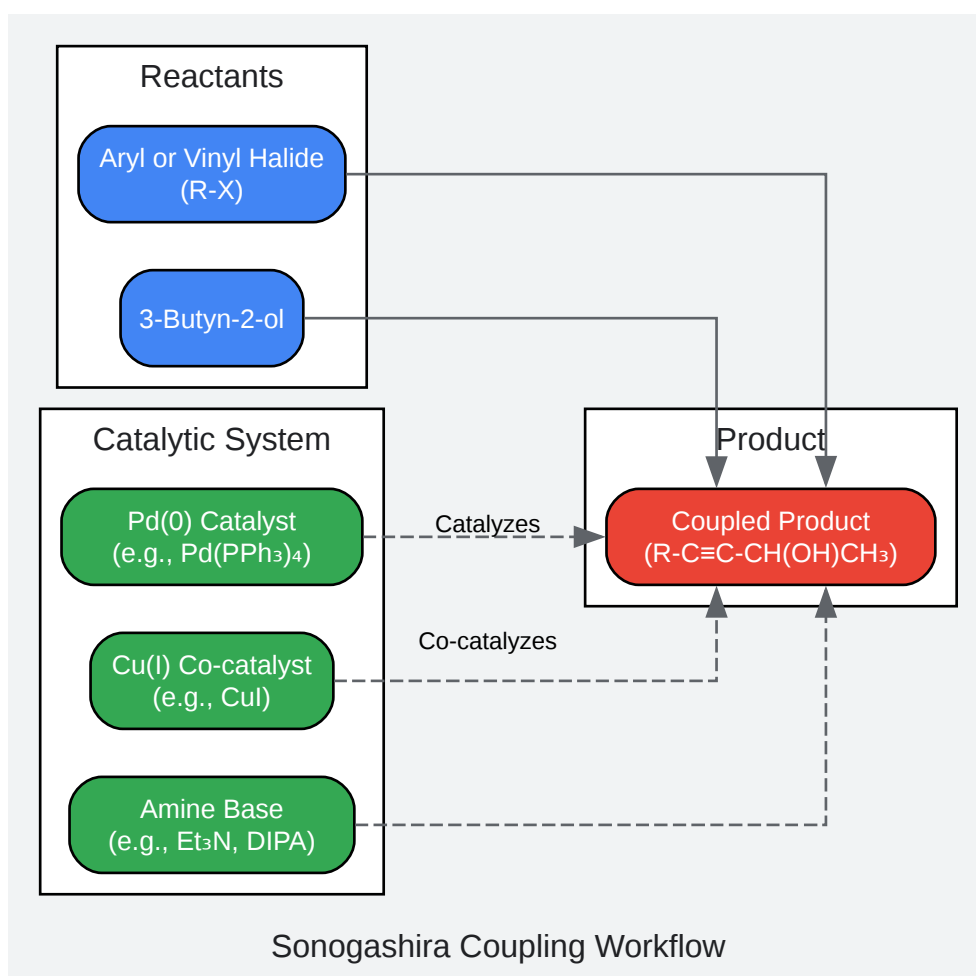 Reactants
Aryl or Vinyl Halide
(R-X)
3-Butyn-2-ol
Catalytic System
Pd(0) Catalyst
(e.g., Pd(PPh₃)₄)
Cu(I) Co-catalyst
(e.g., CuI)
Amine Base
(e.g., Et₃N, DIPA)
Catalyzes
Co-catalyzes
Product
Coupled Product
(R-C≡C-CH(OH)CH₃)
Sonogashira Coupling Workflow